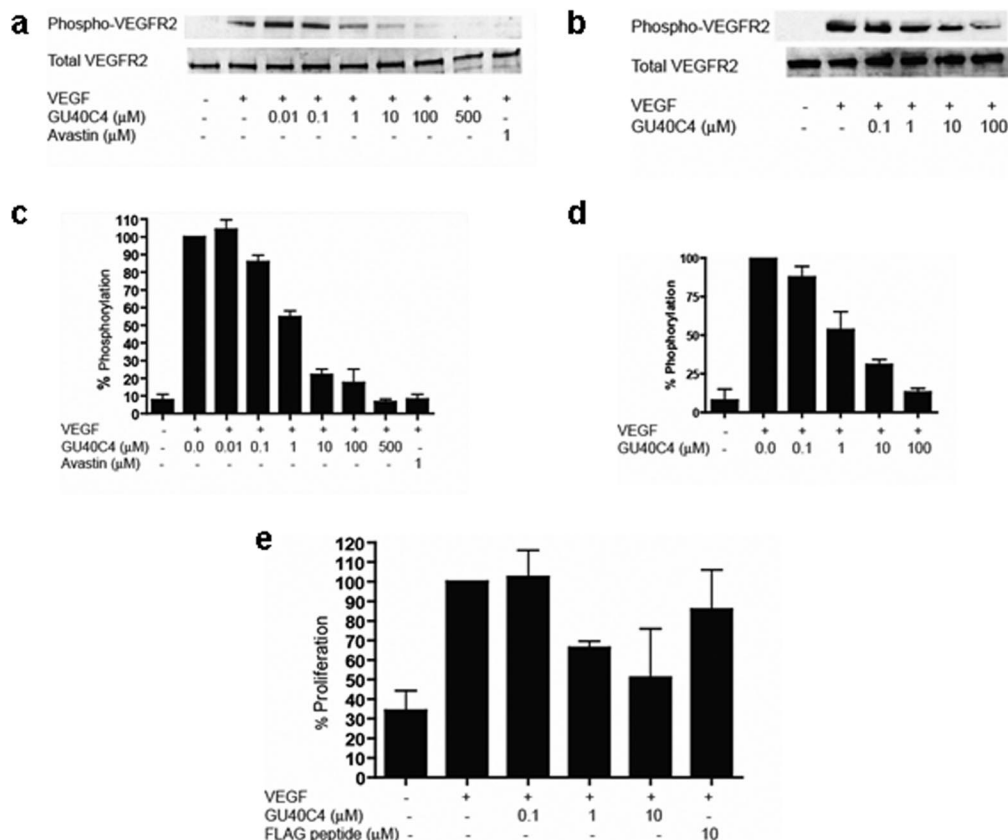 a
Phospho-VEGFR2
Total VEGFR2
VEGF - + + + + + + + +
GU40C4 (µM) - - 0.01 0.1 1 10 100 500 -
Avastin (µM) - - - - - - - - 1
b
Phospho-VEGFR2
Total VEGFR2
VEGF - + + + + +
GU40C4 (µM) - - 0.1 1 10 100
c
% Phosphorylation
110
100
90
80
70
60
50
40
30
20
10
0
VEGF - + + + + + + + +
GU40C4 (µM) - 0.0 0.01 0.1 1 10 100 500 -
Avastin (µM) - - - - - - - - 1
d
% Phophorylation
100
75
50
25
0
VEGF - + + + + +
GU40C4 (µM) - 0.0 0.1 1 10 100
e
% Proliferation
120
110
100
90
80
70
60
50
40
30
20
10
0
VEGF - + + + + +
GU40C4 (µM) - - 0.1 1 10 -
FLAG peptide (µM) - - - - - 10